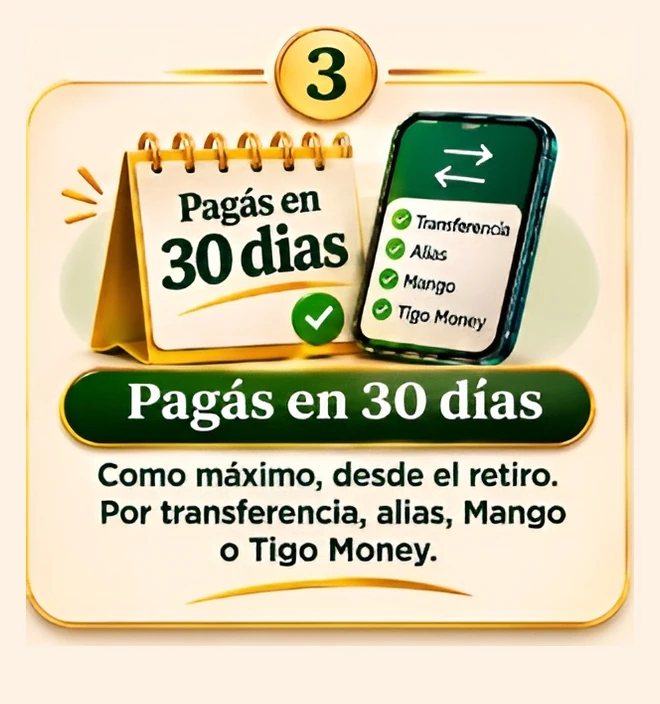 3
Pagás en
30 dias
Transferencia
Alias
Mango
Tigo Money
Pagás en 30 días
Como máximo, desde el retiro.
Por transferencia, alias, Mango
o Tigo Money.